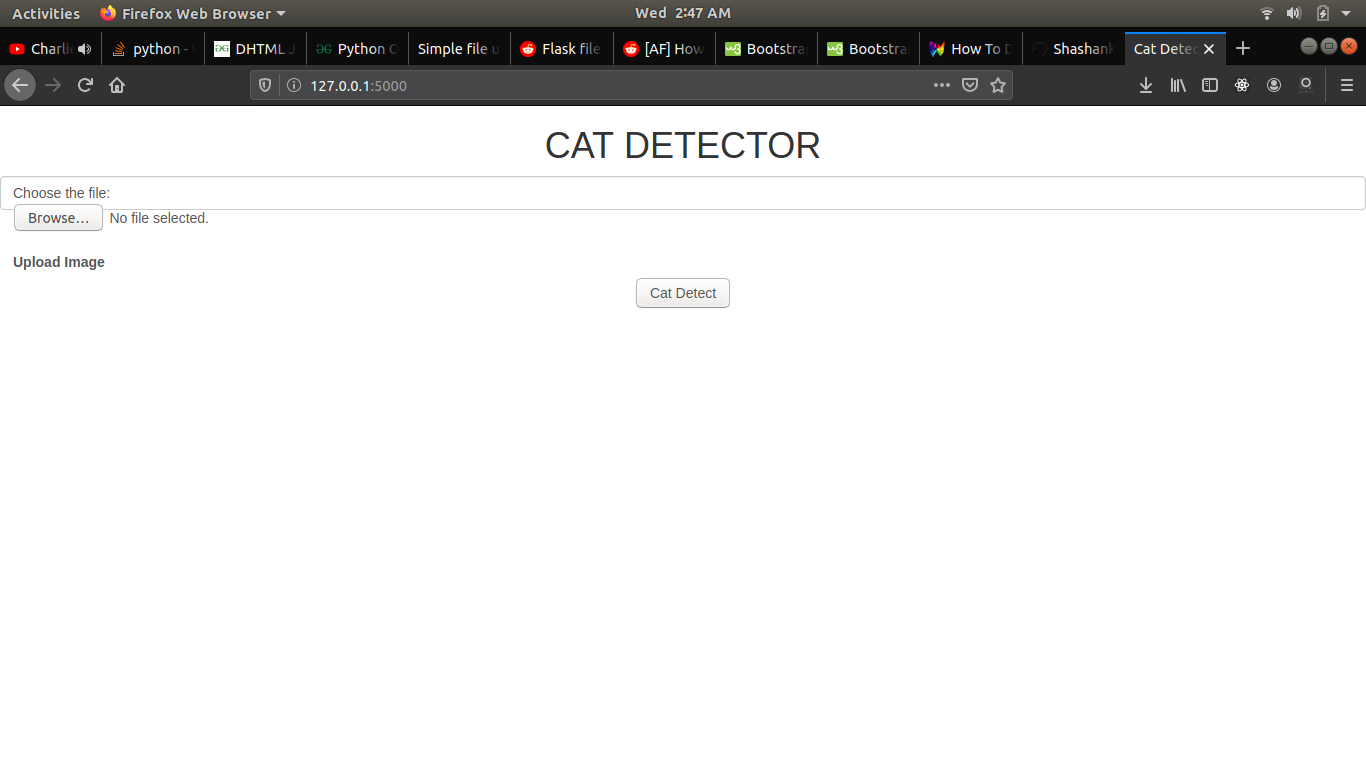 Activities Firefox Web Browser Wed 2:47 AM
Charlie python - DHTML J Python C Simple file u Flask file [AF] How Bootstra Bootstra How To D Shashank Cat Detec
127.0.0.1:5000
CAT DETECTOR
Choose the file:
Browse… No file selected.
Upload Image
Cat Detect